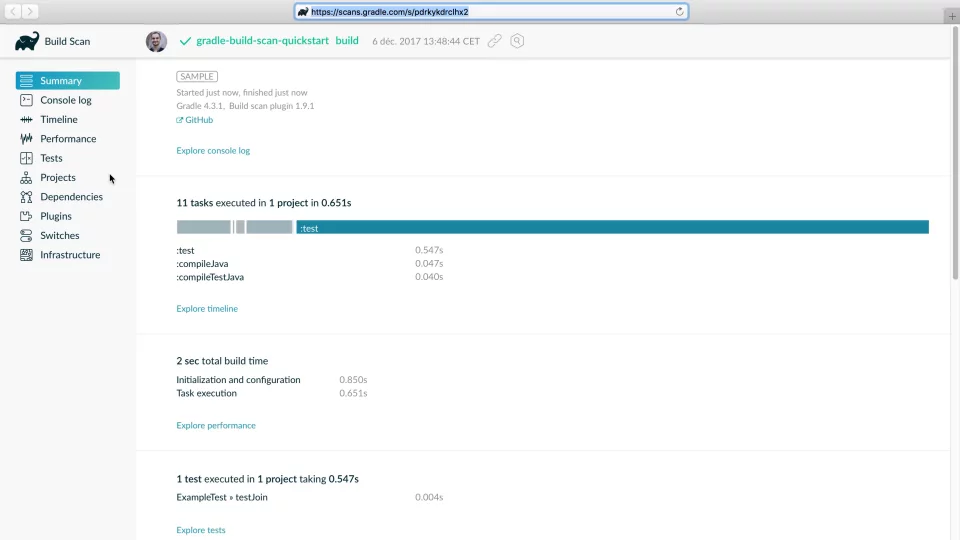 https://scans.gradle.com/s/pdrkykdrclhx2
Build Scan
gradle-build-scan-quickstart build 6 déc. 2017 13:48:44 CET
Summary
Console log
Timeline
Performance
Tests
Projects
Dependencies
Plugins
Switches
Infrastructure
SAMPLE
Started just now, finished just now
Gradle 4.3.1, Build scan plugin 1.9.1
GitHub
Explore console log
11 tasks executed in 1 project in 0.651s
:test
:test 0.547s
:compileJava 0.047s
:compileTestJava 0.040s
Explore timeline
2 sec total build time
Initialization and configuration 0.850s
Task execution 0.651s
Explore performance
1 test executed in 1 project taking 0.547s
ExampleTest » testJoin 0.004s
Explore tests